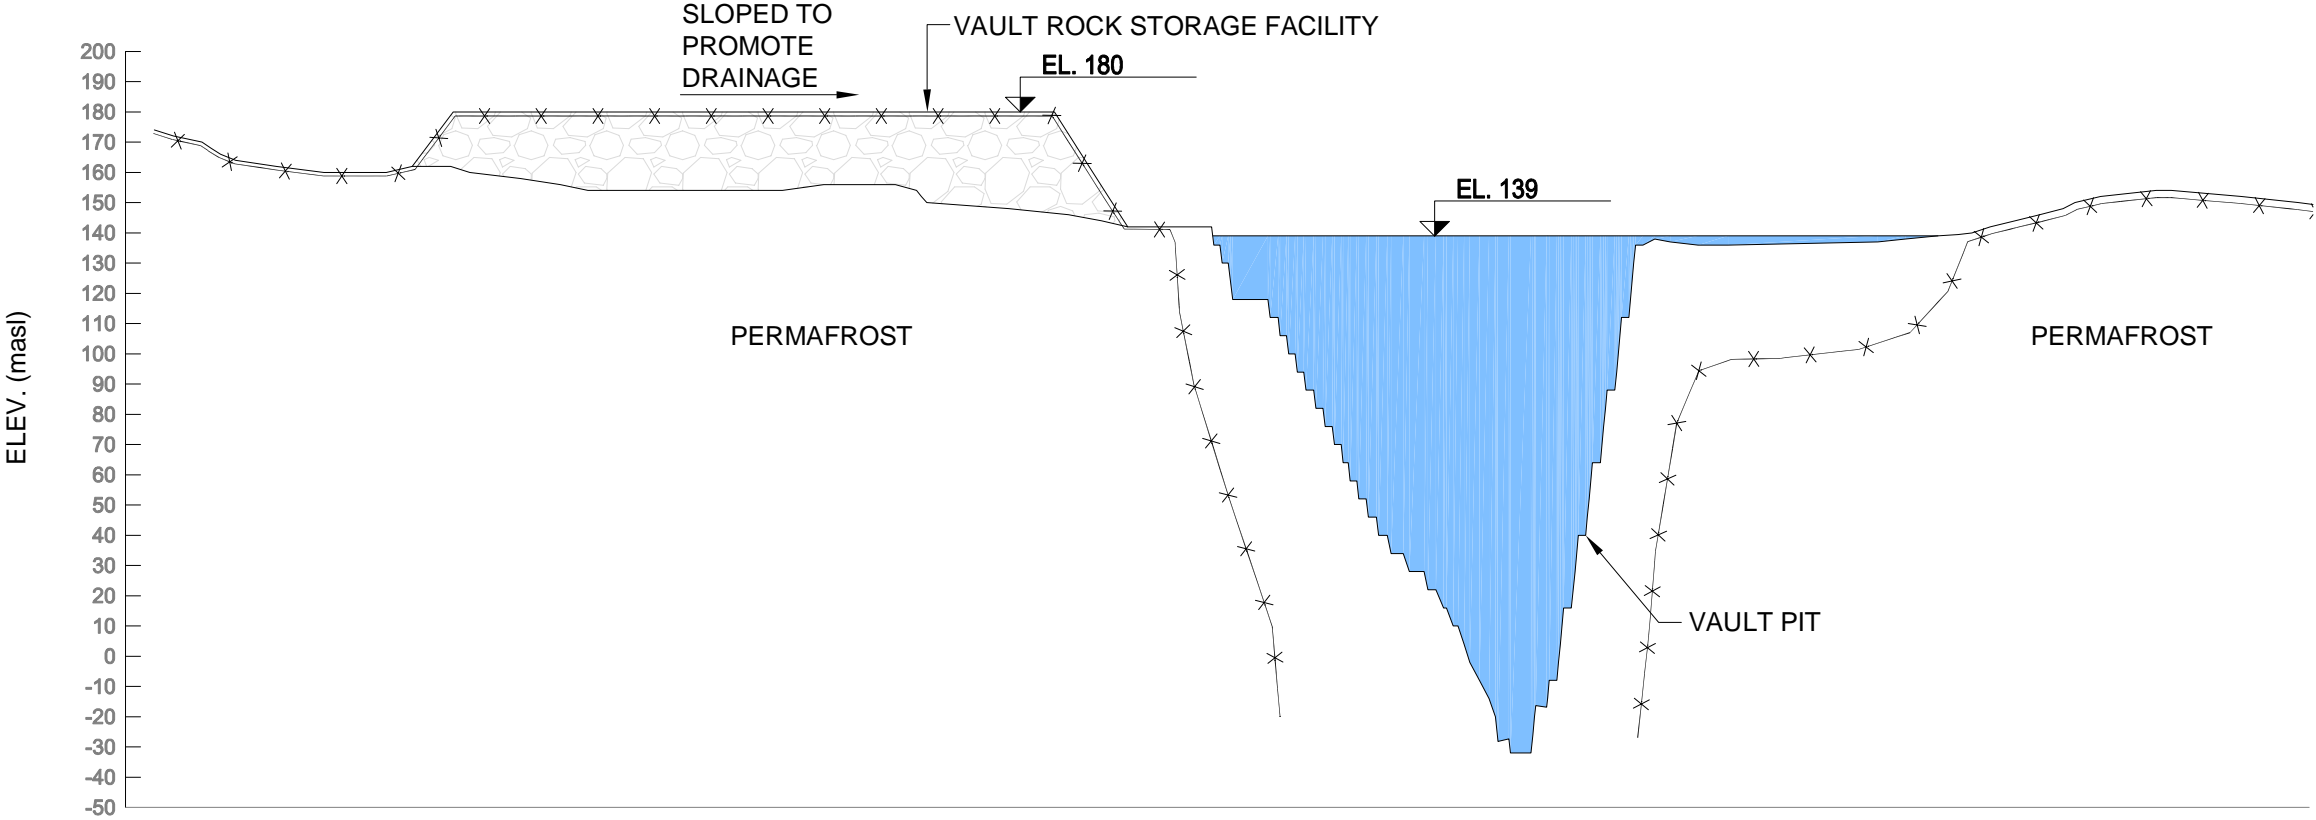 SLOPED TO
PROMOTE
DRAINAGE
VAULT ROCK STORAGE FACILITY
EL. 180
EL. 139
PERMAFROST
PERMAFROST
VAULT PIT
ELEV. (masl)
200
190
180
170
160
150
140
130
120
110
100
90
80
70
60
50
40
30
20
10
0
-10
-20
-30
-40
-50